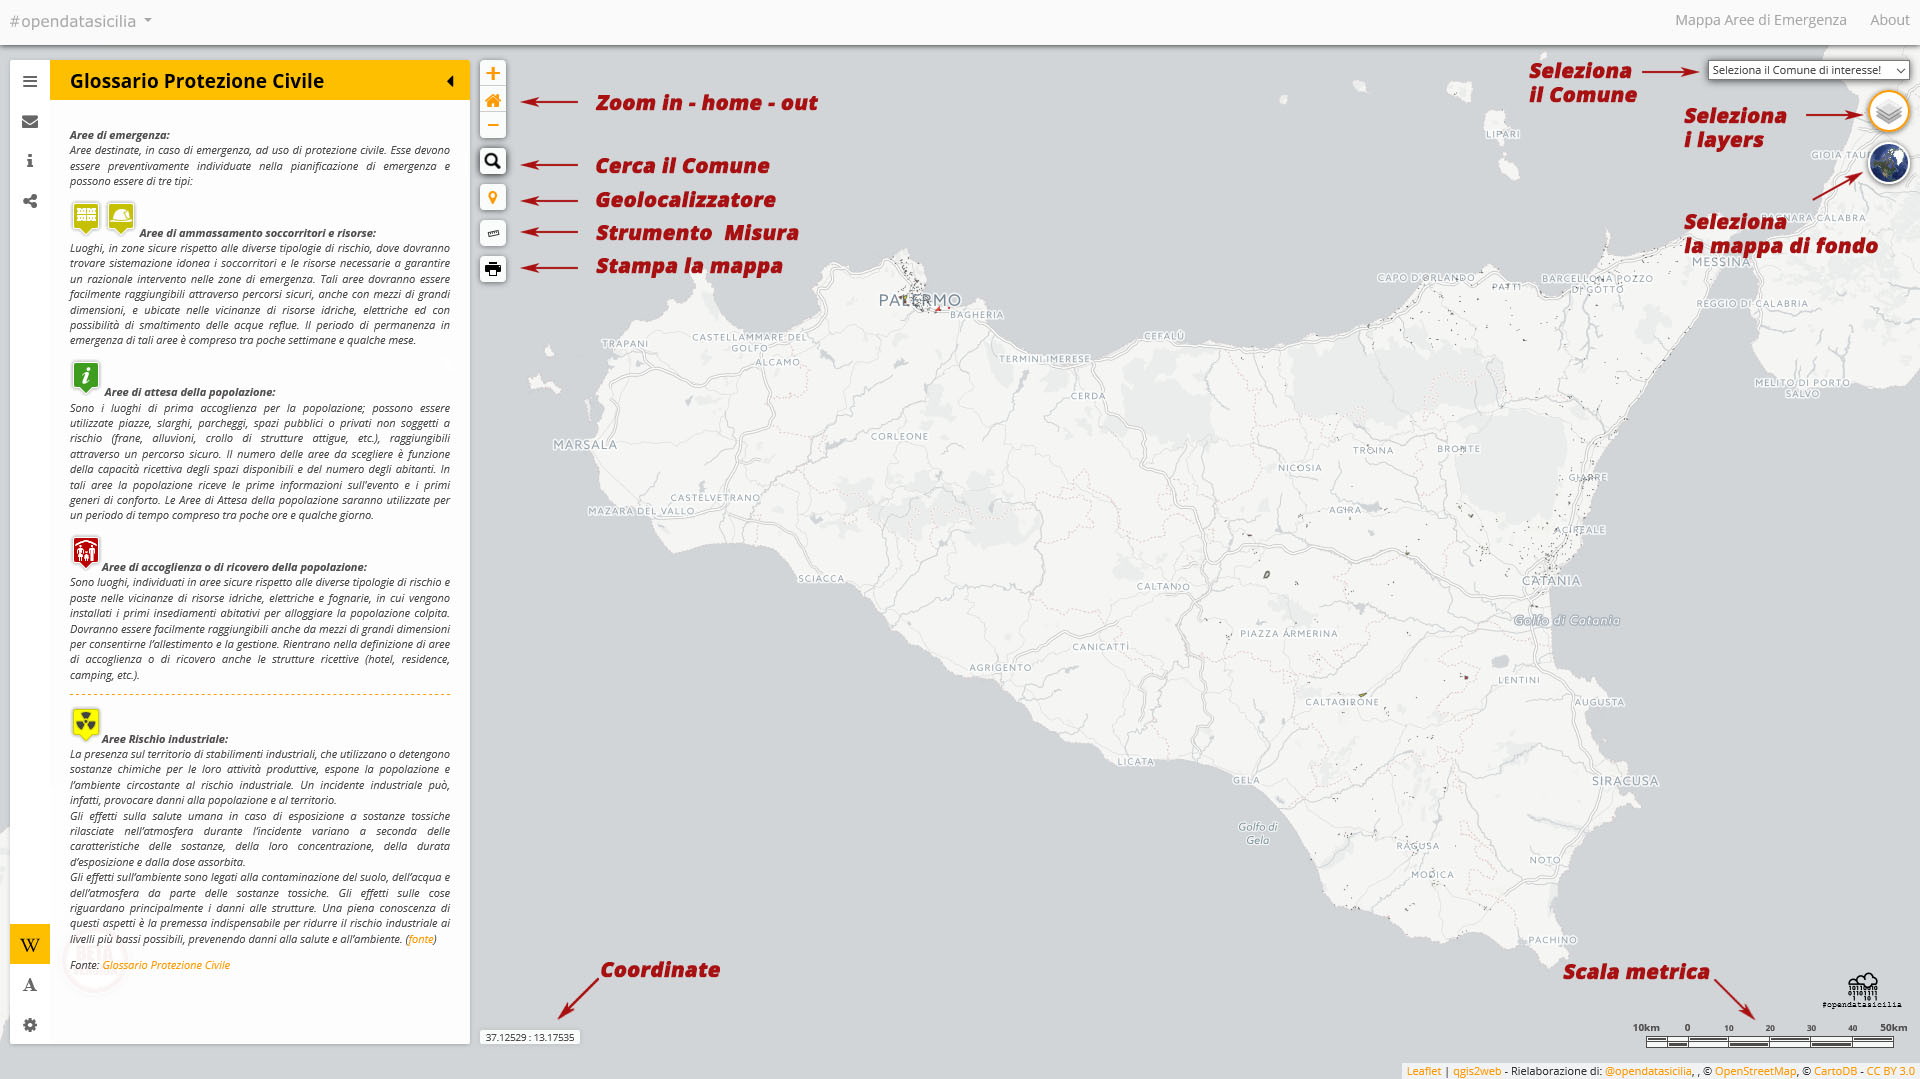 #opendatasicilia
Mappa Aree di Emergenza
About
Glossario Protezione Civile
Aree di emergenza:
Aree destinate, in caso di emergenza, ad uso di protezione civile. Esse devono
essere preventivamente individuate nella pianificazione di emergenza e
possono essere di tre tipi:
Aree di ammassamento soccorritori e risorse:
Luoghi, in zone sicure rispetto alle diverse tipologie di rischio, dove dovranno
trovare sistemazione idonea i soccorritori e le risorse necessarie a garantire
un razionale intervento nelle zone di emergenza. Tali aree dovranno essere
facilmente raggiungibili attraverso percorsi sicuri, anche con mezzi di grandi
dimensioni, e ubicate nelle vicinanze di risorse idriche, elettriche ed con
possibilità di smaltimento delle acque reflue. Il periodo di permanenza in
emergenza di tali aree è compreso tra poche settimane e qualche mese.
Aree di attesa della popolazione:
Sono i luoghi di prima accoglienza per la popolazione; possono essere
utilizzate piazze, slarghi, parcheggi, spazi pubblici o privati non soggetti a
rischio (frane, alluvioni, crollo di strutture attigue, etc.), raggiungibili
attraverso un percorso sicuro. Il numero delle aree da scegliere è funzione
della capacità ricettiva degli spazi disponibili e del numero degli abitanti. In
tali aree la popolazione riceve le prime informazioni sull'evento e i primi
generi di conforto. Le Aree di Attesa della popolazione saranno utilizzate per
un periodo di tempo compreso tra poche ore e qualche giorno.
Aree di accoglienza o di ricovero della popolazione:
Sono luoghi, individuati in aree sicure rispetto alle diverse tipologie di rischio e
poste nelle vicinanze di risorse idriche, elettriche e fognarie, in cui vengono
installati i primi insediamenti abitativi per alloggiare la popolazione colpita.
Dovranno essere facilmente raggiungibili anche da mezzi di grandi dimensioni
per consentirne l'allestimento e la gestione. Rientrano nella definizione di aree
di accoglienza o di ricovero anche le strutture ricettive (hotel, residence,
camping, etc.).
Aree Rischio industriale:
La presenza sul territorio di stabilimenti industriali, che utilizzano o detengono
sostanze chimiche per le loro attività produttive, espone la popolazione e
l'ambiente circostante al rischio industriale. Un incidente industriale può,
infatti, provocare danni alla popolazione e al territorio.
Gli effetti sulla salute umana in caso di esposizione a sostanze tossiche
rilasciate nell'atmosfera durante l'incidente variano a seconda delle
caratteristiche delle sostanze, della loro concentrazione, della durata
d'esposizione e dalla dose assorbita.
Gli effetti sull'ambiente sono legati alla contaminazione del suolo, dell'acqua e
dell'atmosfera da parte delle sostanze tossiche. Gli effetti sulle cose
riguardano principalmente i danni alle strutture. Una piena conoscenza di
questi aspetti è la premessa indispensabile per ridurre il rischio industriale ai
livelli più bassi possibili, prevenendo danni alla salute e all'ambiente. (fonte)
Fonte: Glossario Protezione Civile
BETA
W
A
Zoom in - home - out
Cerca il Comune
Geolocalizzatore
Strumento Misura
Stampa la mappa
Seleziona
il Comune
Seleziona il Comune di interesse!
Seleziona
i layers
Seleziona
la mappa di fondo
LIPARI
GIOIA TAU
BAGNARA CALABRA
MESSINA
CAPO D'ORLANDO
PATTI
BARCELLONA POZZO
DI GOTTO
REGGIO DI CALABRIA
PALERMO
BAGHERIA
CEFALÙ
TRAPANI
CASTELLAMMARE DEL
GOLFO
ALCAMO
TERMINI IMERESE
CERDA
MELITO DI PORTO
SALVO
MARSALA
CORLEONE
TROINA
BRONTE
NICOSIA
GIARRE
CASTELVETRANO
MAZARA DEL VALLO
AGIRA
ACIREALE
SCIACCA
CALTANO
CATANIA
Golfo di Catania
PIAZZA ARMERINA
CANICATTÌ
AGRIGENTO
LENTINI
CALTAGIRONE
AUGUSTA
LICATA
GELA
SIRACUSA
Golfo di
Gela
RAGUSA
NOTO
MODICA
PACHINO
Coordinate
37.12529 : 13.17535
Scala metrica
#opendatasicilia
10km 0 10 20 30 40 50km
Leaflet | qgis2web - Rielaborazione di: @opendatasicilia, , © OpenStreetMap, © CartoDB - CC BY 3.0